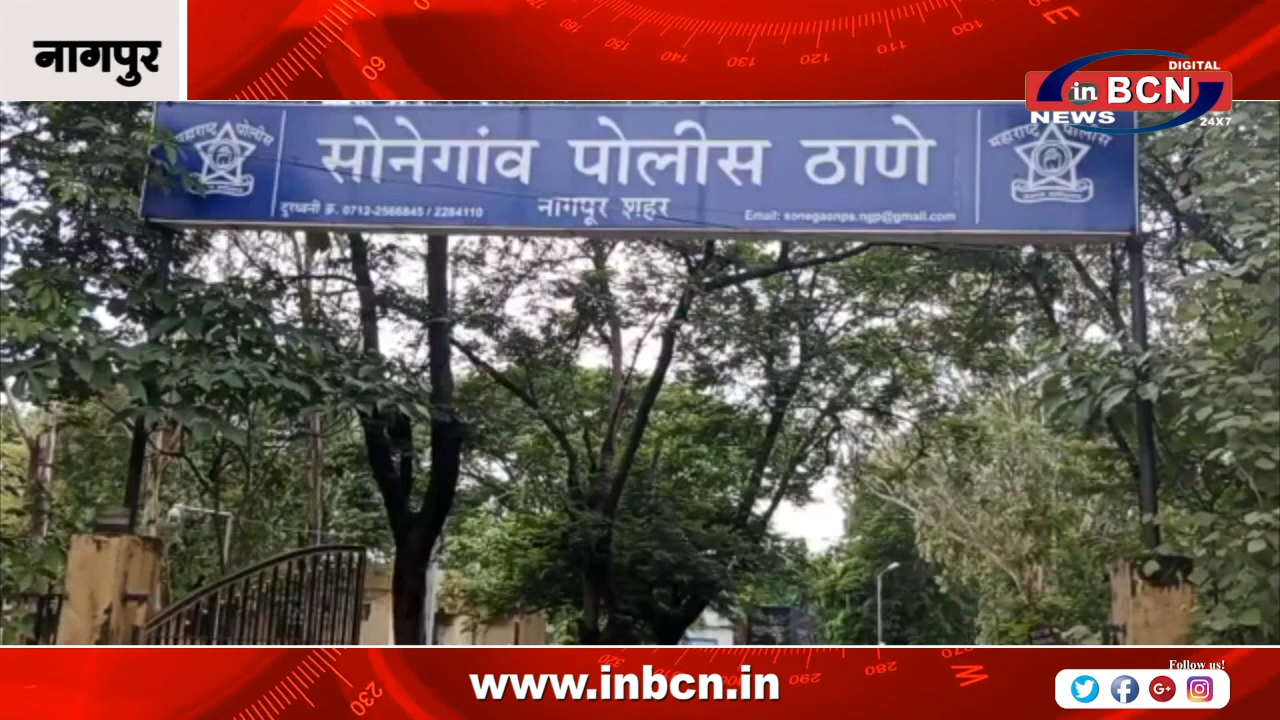 नागपुर
DIGITAL
in BCN
NEWS
24X7
महाराष्ट्र पोलीस
सोनेगांव पोलीस ठाणे
महाराष्ट्र पोलीस
दुरध्वनी क्र. 0712-2566845 / 2284110
नागपूर शहर
Email: sonegaonps.ngp@gmail.com
www.inbcn.in
Follow us!